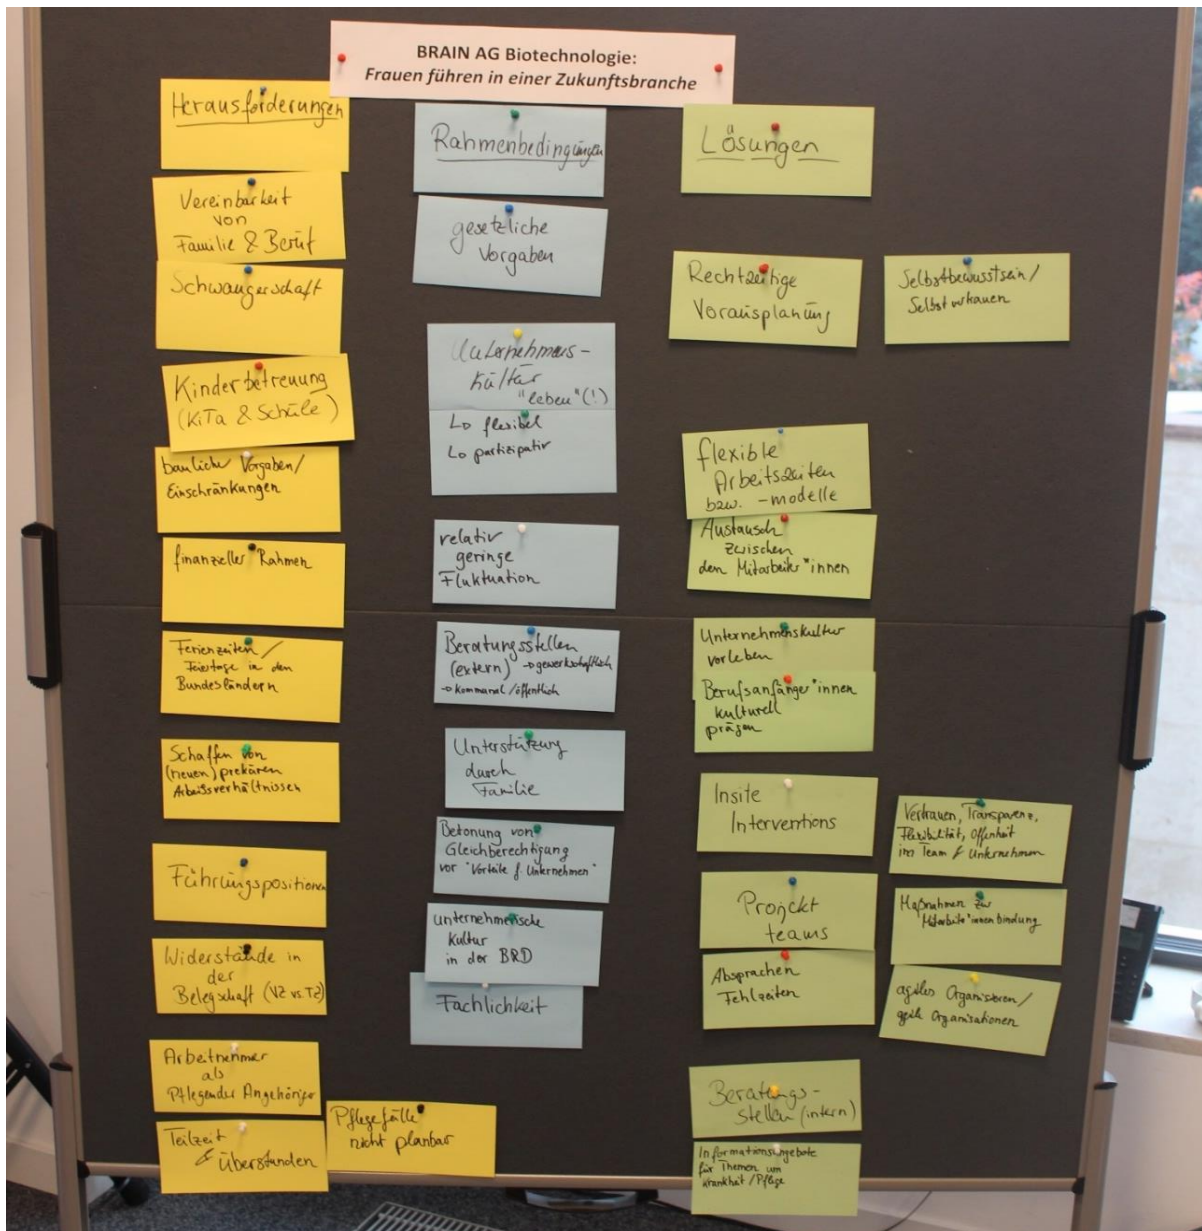 BRAIN AG Biotechnologie:
Frauen führen in einer Zukunftsbranche
Herausforderungen
Vereinbarkeit
von
Familie & Beruf
Schwangerschaft
Kinderbetreuung
(KiTa & Schule)
bauliche Vorgaben/
Einschränkungen
finanzieller Rahmen
Ferienzeiten/
Feiertage in den
Bundesländern
Schaffen von
(neuen) prekären
Arbeitsverhältnissen
Führungspositionen
Widerstände in
der
Belegschaft (VZ vs. TZ)
Arbeitnehmer
als
Pflegender Angehöriger
Teilzeit
& Überstunden
Pflegefälle
nicht planbar
Rahmenbedingungen
gesetzliche
Vorgaben
Unternehmens-
kultur
"leben"(!)
↳ flexibel
↳ partizipativ
relativ
geringe
Fluktuation
Beratungsstellen
(extern) → gewerkschaftlich
→ kommunal/öffentlich
Unterstützung
durch
Familie
Betonung von
Gleichberechtigung
vor "Vorteile f. Unternehmen"
unternehmerische
Kultur
in der BRD
Fachlichkeit
Lösungen
Rechtzeitige
Vorausplanung
Selbstbewusstsein/
Selbstvertrauen
flexible
Arbeitszeiten
bzw. -modelle
Austausch
zwischen
den Mitarbeiter*innen
Unternehmenskultur
vorleben
Berufsanfänger*innen
kulturell
prägen
Insite
Interventions
Vertrauen, Transparenz,
Flexibilität, Offenheit
im Team & Unternehmen
Projekt
teams
Maßnahmen zur
Mitarbeiter*innenbindung
Absprachen
Fehlzeiten
agiles Organisieren/
agile Organisationen
Beratungs-
stellen (intern)
Informationsangebote
für Themen um
Krankheit/Pflege